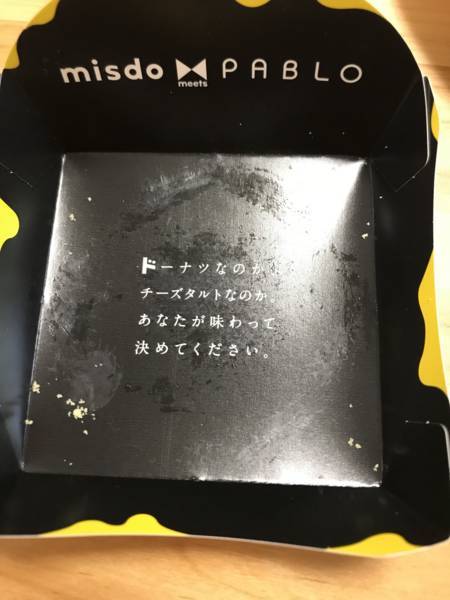 misdo meets PABLO
ドーナツなのか、
チーズタルトなのか
あなたが味わって
決めてください。